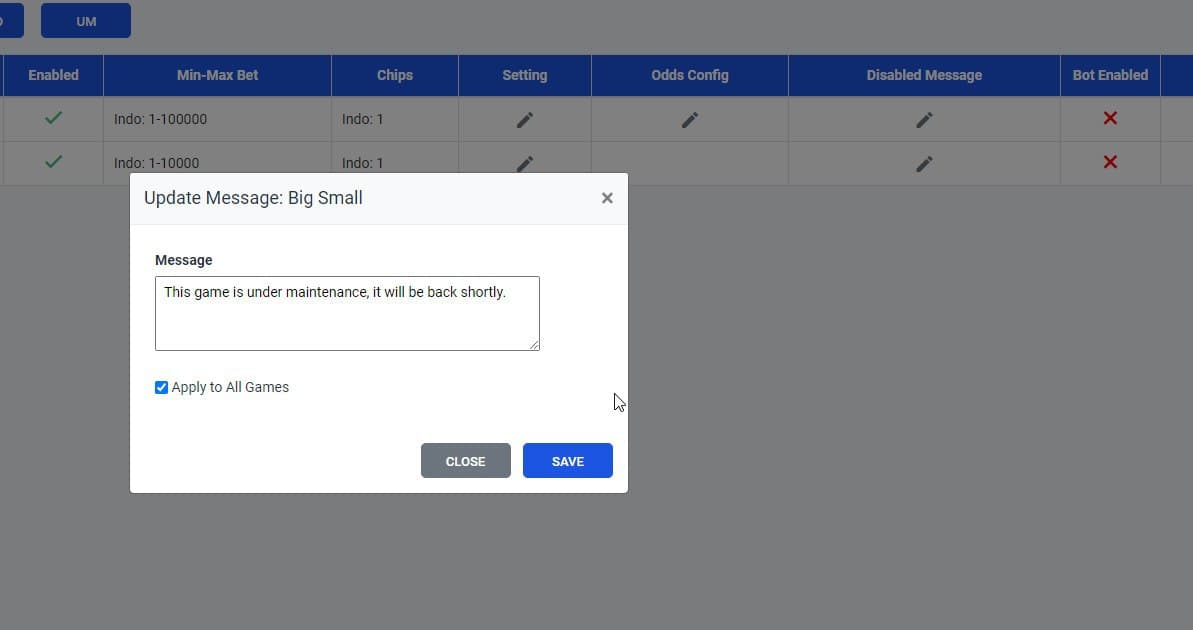 UM
Enabled Min-Max Bet Chips Setting Odds Config Disabled Message Bot Enabled
Indo: 1-100000 Indo: 1
Indo: 1-10000 Indo: 1
Update Message: Big Small ×
Message
This game is under maintenance, it will be back shortly.
Apply to All Games
CLOSE SAVE